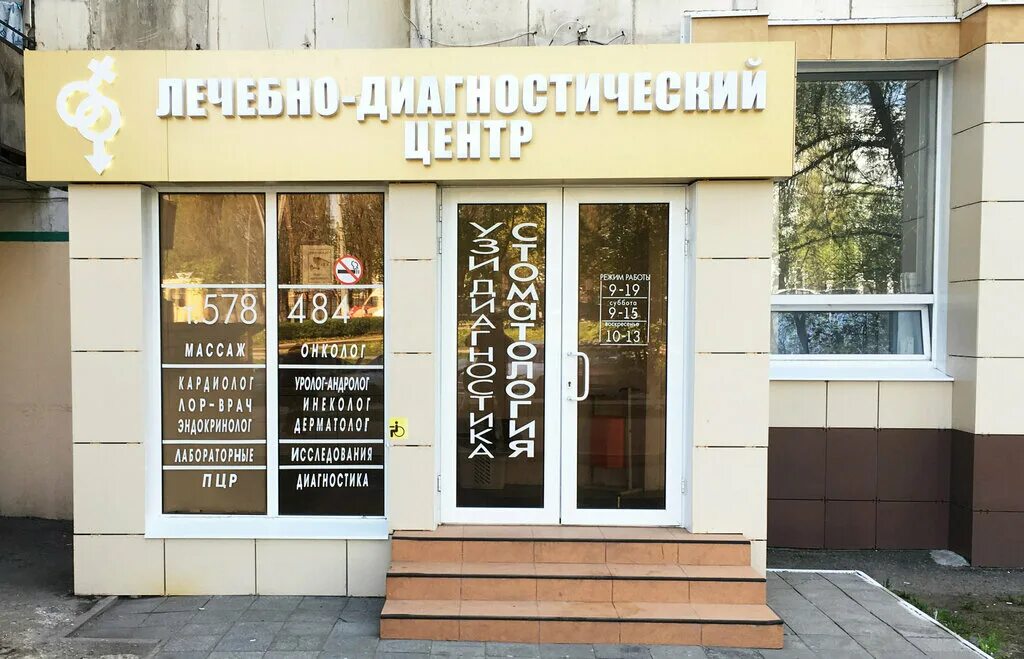 ЛЕЧЕБНО-ДИАГНОСТИЧЕСКИЙ
ЦЕНТР
578 484
МАССАЖ
КАРДИОЛОГ
ЛОР-ВРАЧ
ЭНДОКРИНОЛОГ
ЛАБОРАТОРНЫЕ
ПЦР
ОНКОЛОГ
УРОЛОГ-АНДРОЛОГ
ИНЕКОЛОГ
ДЕРМАТОЛОГ
ИССЛЕДОВАНИЯ
ДИАГНОСТИКА
УЗИ ДИАГНОСТИКА
СТОМАТОЛОГИЯ
РЕЖИМ РАБОТЫ
9-19
суббота
9-15
воскресенье
10-13